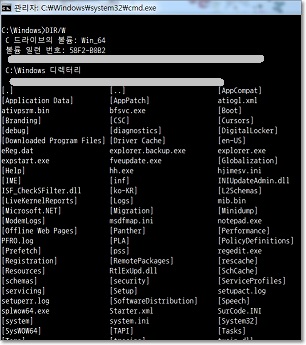 관리자: C:\Windows\system32\cmd.exe
C:\Windows>DIR/W
C 드라이브의 볼륨: Win_64
볼륨 일련 번호: 58F2-B0B2
C:\Windows 디렉터리
[.] [..] [AppCompat]
[Application Data] [AppPatch] atiogl.xml
ativpsrm.bin bfsvc.exe [Boot]
[Branding] [CSC] [Cursors]
[debug] [diagnostics] [DigitalLocker]
[Downloaded Program Files] [Driver Cache] [en-US]
eReg.dat explorer.backup.exe explorer.exe
expstart.exe fveupdate.exe [Globalization]
[Help] hh.exe hjimesv.ini
[IME] [inf] INIUpdateAdmin.dll
ISF_CheckSFilter.dll [ko-KR] [L2Schemas]
[LiveKernelReports] [Logs] mib.bin
[Microsoft.NET] [Migration] [Minidump]
[ModemLogs] msdfmap.ini notepad.exe
[Offline Web Pages] [Panther] [Performance]
PFRO.log [PLA] [PolicyDefinitions]
[Prefetch] [pss] regedit.exe
[Registration] [RemotePackages] [rescache]
[Resources] RtlExUpd.dll [SchCache]
[schemas] [security] [ServiceProfiles]
[servicing] [Setup] setupact.log
setuperr.log [SoftwareDistribution] [Speech]
splwow64.exe Starter.xml SurCode.INI
[system] system.ini [System32]
[SysWOW64] [TAPI] [Tasks]